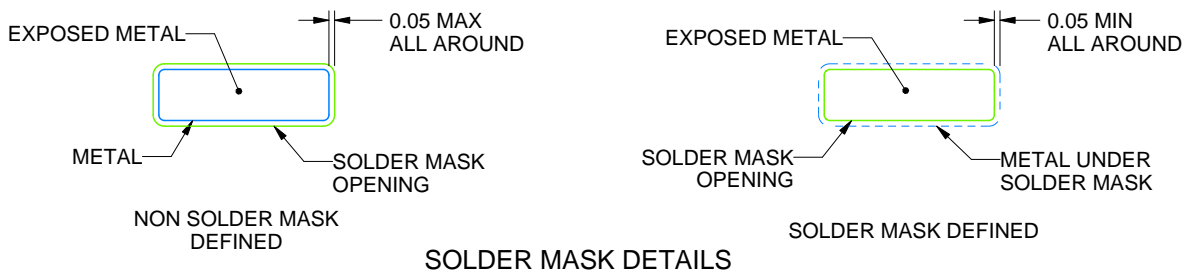 0.05 MAX
ALL AROUND
EXPOSED METAL
METAL
SOLDER MASK
OPENING
NON SOLDER MASK
DEFINED
0.05 MIN
ALL AROUND
EXPOSED METAL
SOLDER MASK
OPENING
METAL UNDER
SOLDER MASK
SOLDER MASK DEFINED
SOLDER MASK DETAILS